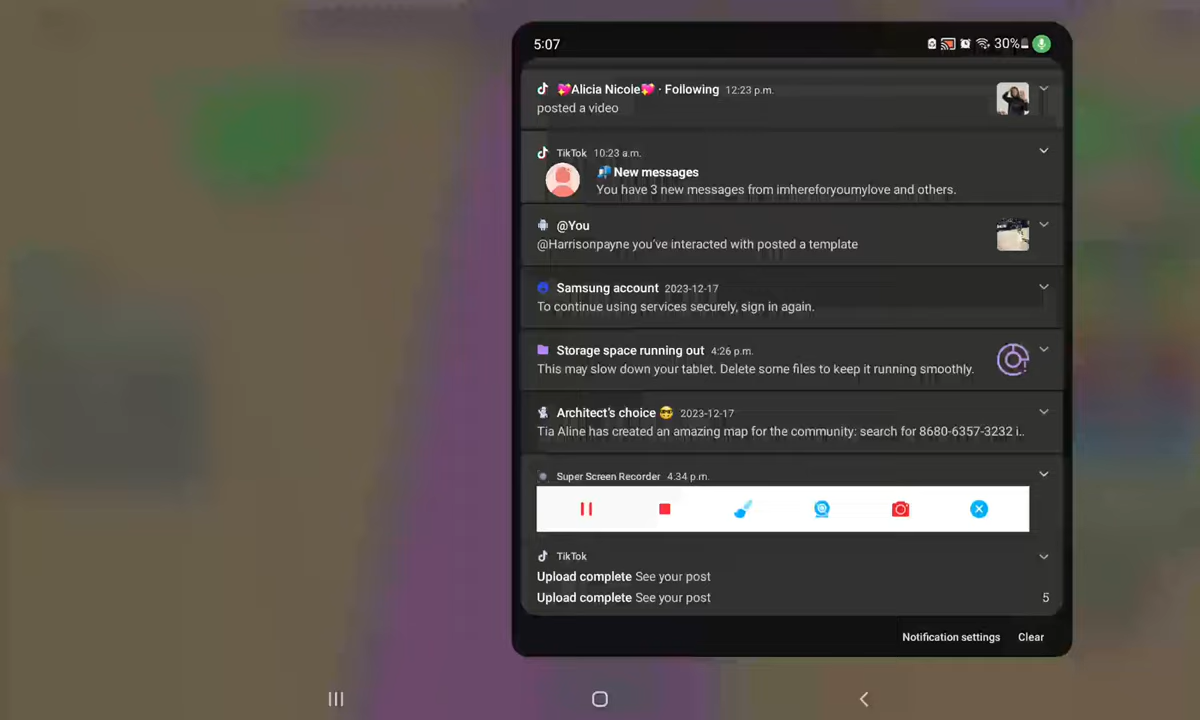 5:07
30%
💖Alicia Nicole💖 · Following 12:23 p.m.
posted a video
TikTok 10:23 a.m.
📬New messages
You have 3 new messages from imhereforyoumylove and others.
@You
@Harrisonpayne you've interacted with posted a template
Samsung account 2023-12-17
To continue using services securely, sign in again.
Storage space running out 4:26 p.m.
This may slow down your tablet. Delete some files to keep it running smoothly.
Architect's choice 😎 2023-12-17
Tia Aline has created an amazing map for the community: search for 8680-6357-3232 i..
Super Screen Recorder 4:34 p.m.
TikTok
Upload complete See your post
Upload complete See your post
5
Notification settings
Clear